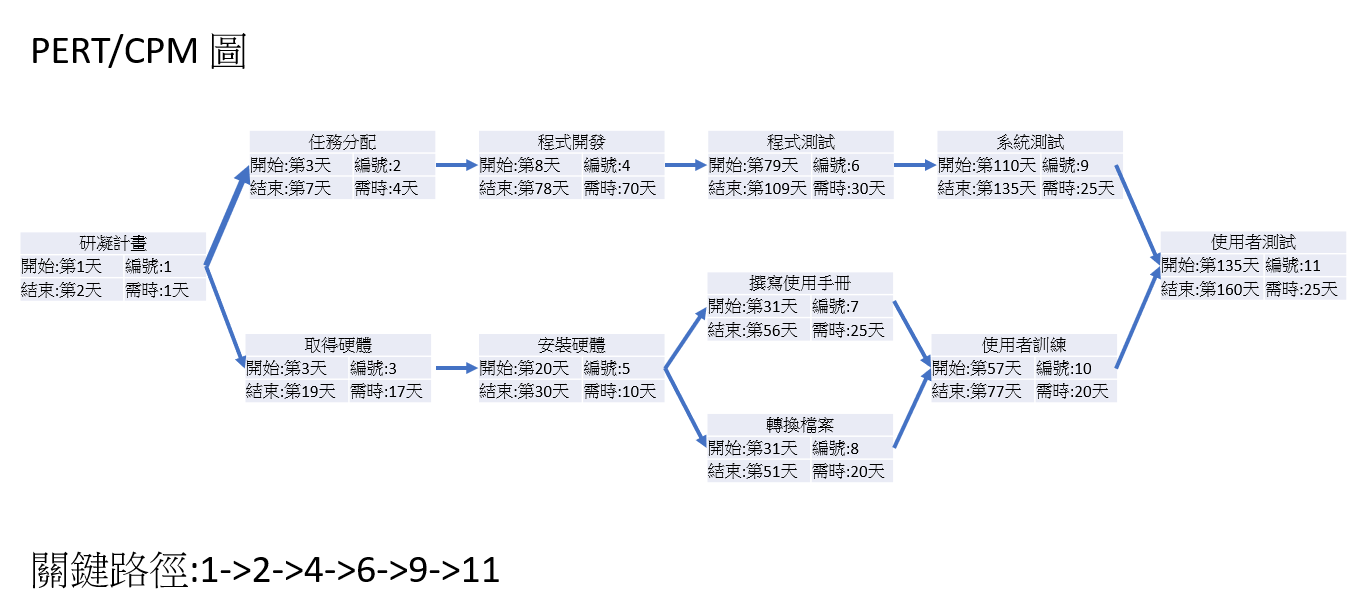 PERT/CPM 圖
任務分配
開始:第3天 編號:2
結束:第7天 需時:4天
程式開發
開始:第8天 編號:4
結束:第78天 需時:70天
程式測試
開始:第79天 編號:6
結束:第109天 需時:30天
系統測試
開始:第110天 編號:9
結束:第135天 需時:25天
研凝計畫
開始:第1天 編號:1
結束:第2天 需時:1天
使用者測試
開始:第135天 編號:11
結束:第160天 需時:25天
撰寫使用手冊
開始:第31天 編號:7
結束:第56天 需時:25天
取得硬體
開始:第3天 編號:3
結束:第19天 需時:17天
安裝硬體
開始:第20天 編號:5
結束:第30天 需時:10天
使用者訓練
開始:第57天 編號:10
結束:第77天 需時:20天
轉換檔案
開始:第31天 編號:8
結束:第51天 需時:20天
關鍵路徑:1->2->4->6->9->11